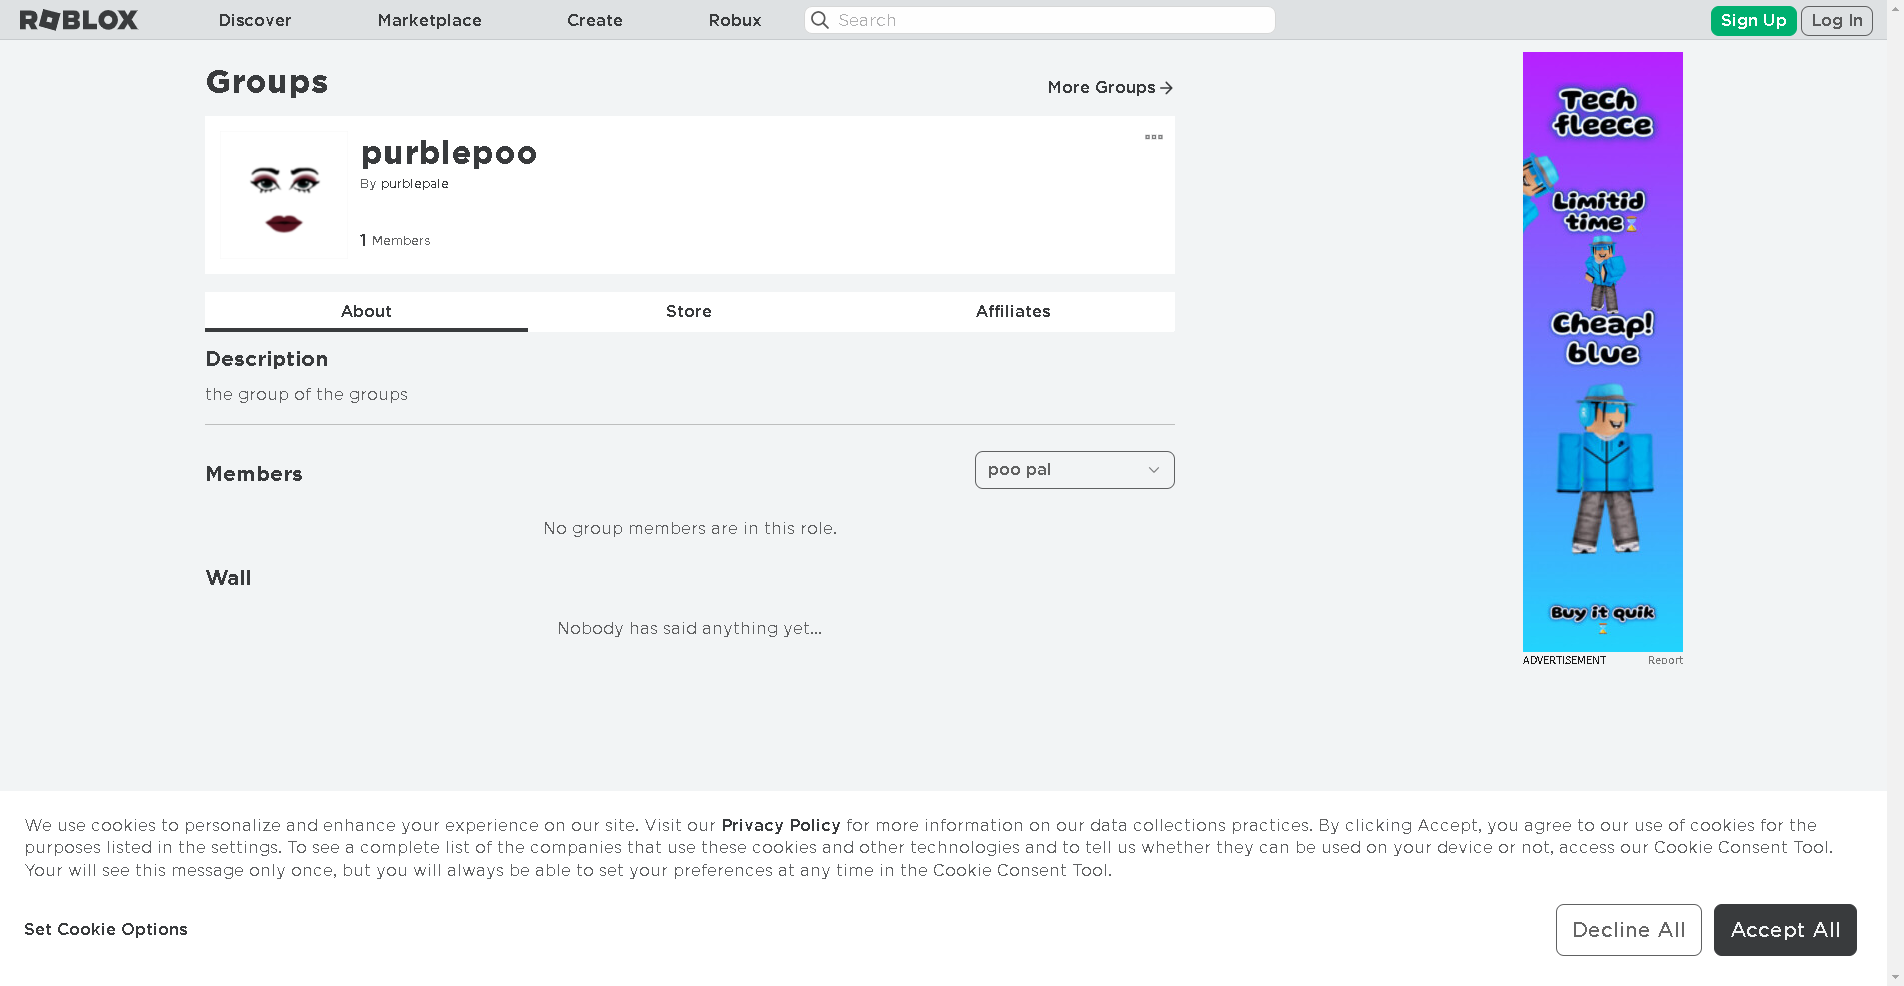 ROBLOX
Discover
Marketplace
Create
Robux
Search
Sign Up
Log In
Groups
More Groups
purblepoo
By purblepale
1 Members
About
Store
Affiliates
Description
the group of the groups
Members
poo pal
No group members are in this role.
Wall
Nobody has said anything yet...
Tech
fleece
Limitid
time
Cheap!
blue
Buy it quik
ADVERTISEMENT
Report
We use cookies to personalize and enhance your experience on our site. Visit our Privacy Policy for more information on our data collections practices. By clicking Accept, you agree to our use of cookies for the
purposes listed in the settings. To see a complete list of the companies that use these cookies and other technologies and to tell us whether they can be used on your device or not, access our Cookie Consent Tool.
Your will see this message only once, but you will always be able to set your preferences at any time in the Cookie Consent Tool.
Set Cookie Options
Decline All
Accept All